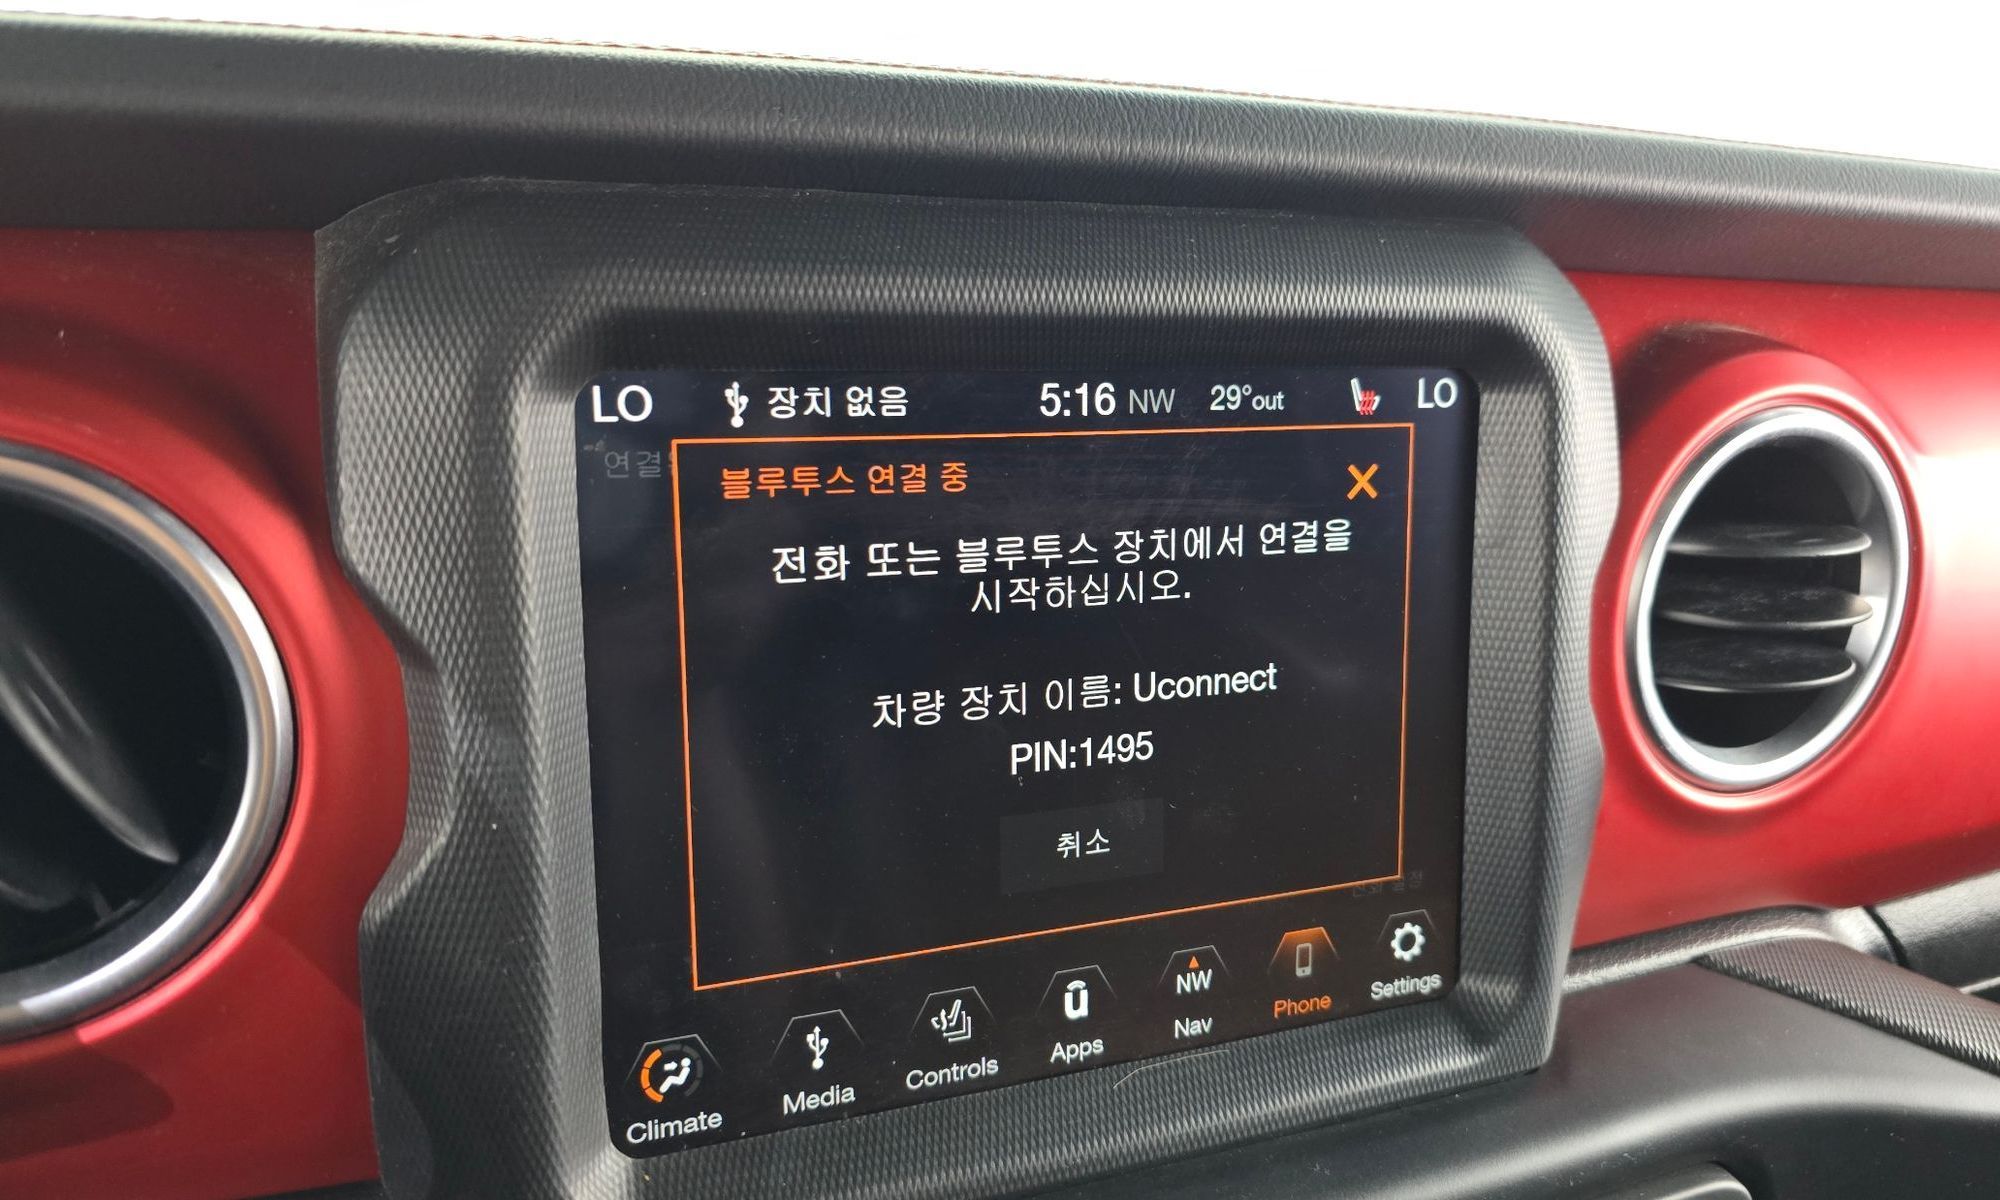 LO 장치 없음 5:16 NW 29°out LO
연결
블루투스 연결 중 X
전화 또는 블루투스 장치에서 연결을
시작하십시오.
차량 장치 이름: Uconnect
PIN:1495
취소
NW
Climate Media Controls Apps Nav Phone Settings